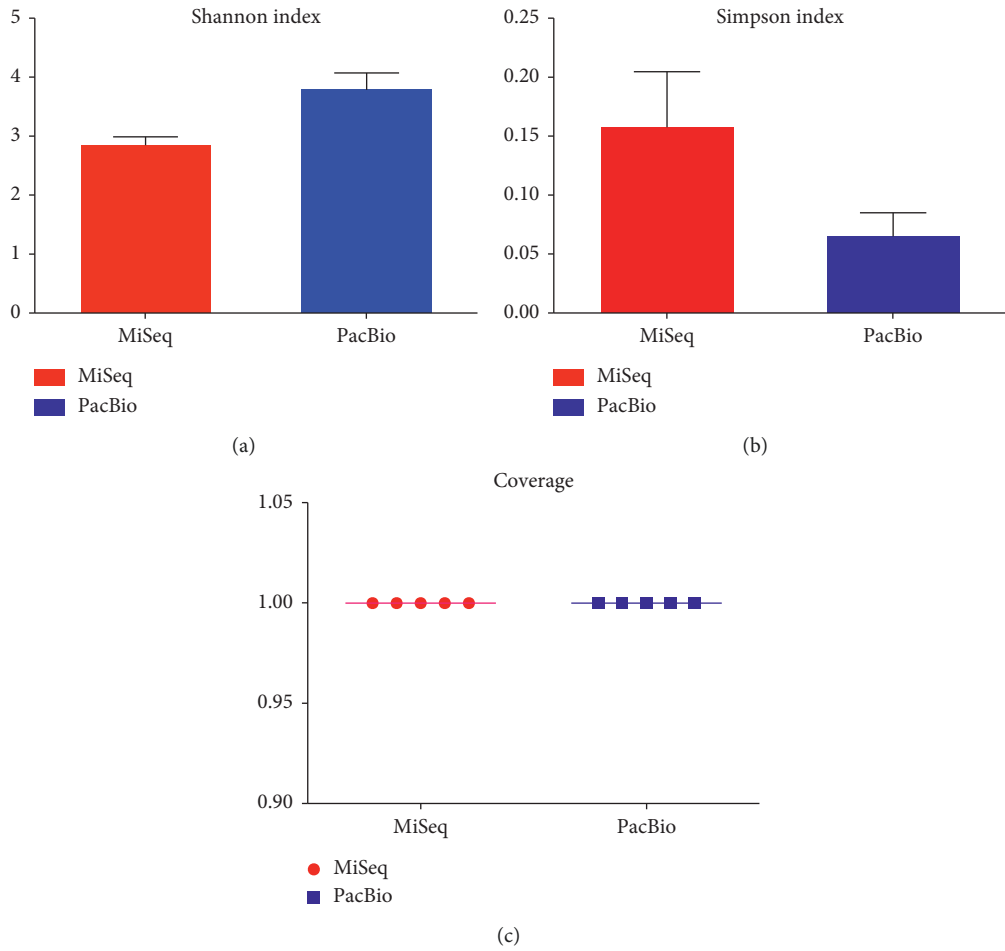 Shannon index
5
4
3
2
1
0
MiSeq PacBio
MiSeq
PacBio
(a)
Simpson index
0.25
0.20
0.15
0.10
0.05
0.00
MiSeq PacBio
MiSeq
PacBio
(b)
Coverage
1.05
1.00
0.95
0.90
MiSeq PacBio
MiSeq
PacBio
(c)